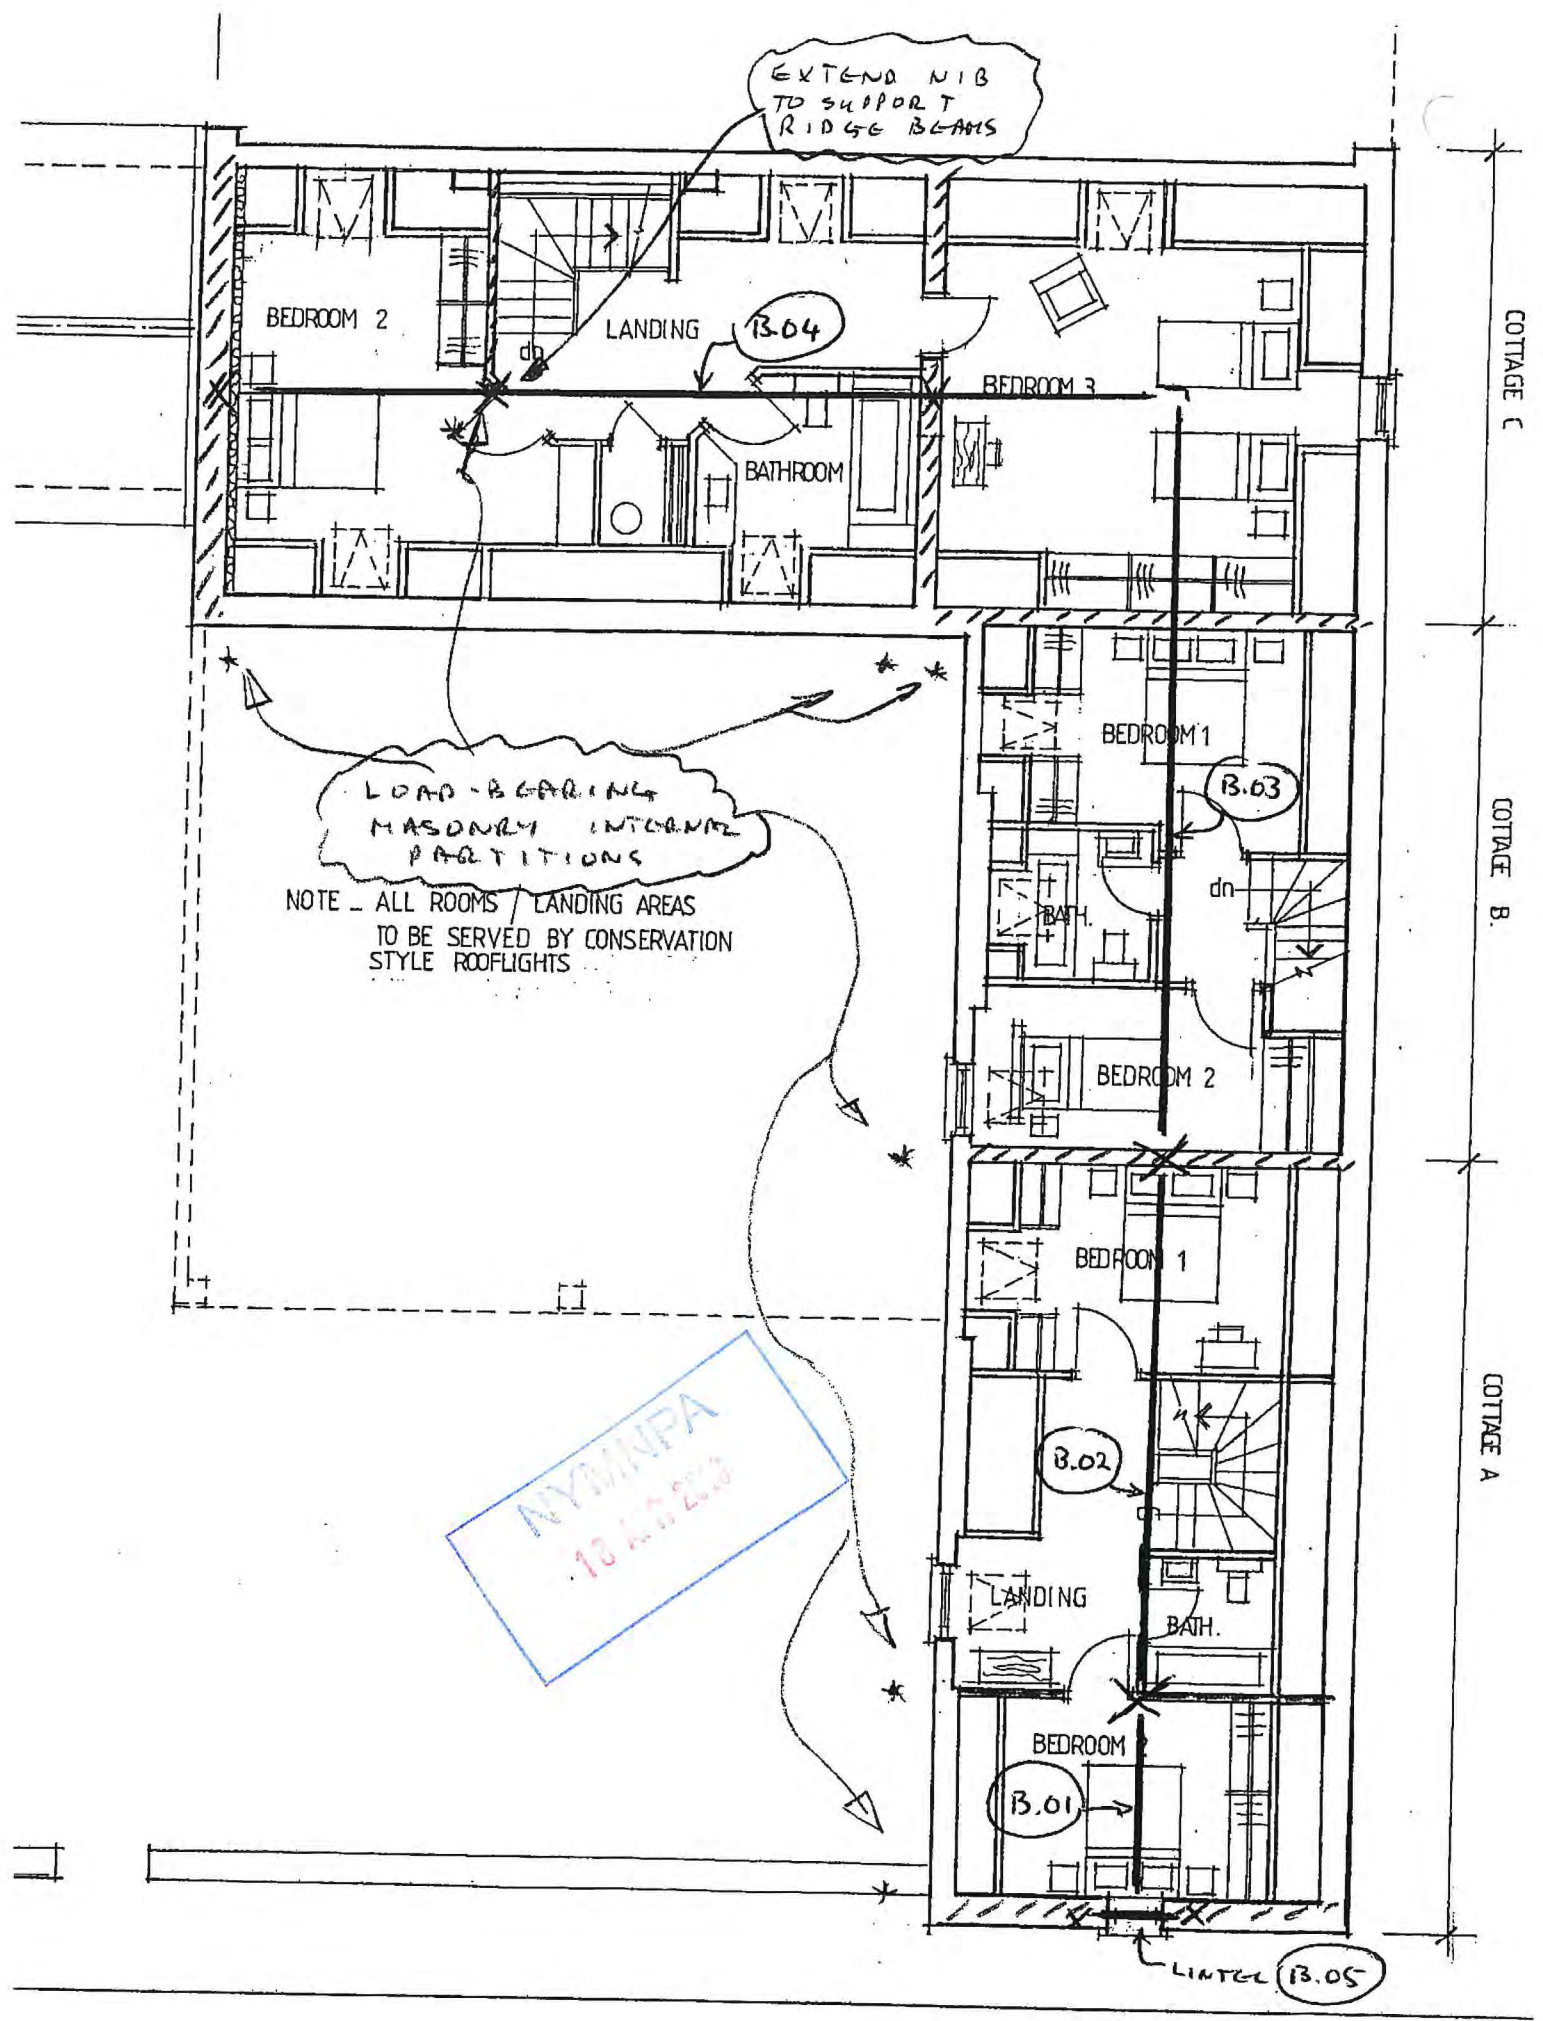 EXTEND NIB
TO SUPPORT
RIDGE BEAMS
BEDROOM 2
LANDING
B.04
dn
BEDROOM 3
BATHROOM
COTTAGE C
LOAD-BEARING
MASONRY INTERNAL
PARTITIONS
NOTE _ ALL ROOMS / LANDING AREAS
TO BE SERVED BY CONSERVATION
STYLE ROOFLIGHTS
BEDROOM 1
B.03
dn
BATH.
BEDROOM 2
COTTAGE B.
BEDROOM 1
B.02
LANDING
BATH.
COTTAGE A
NYMNPA
BEDROOM
B.01
LINTEL B.05